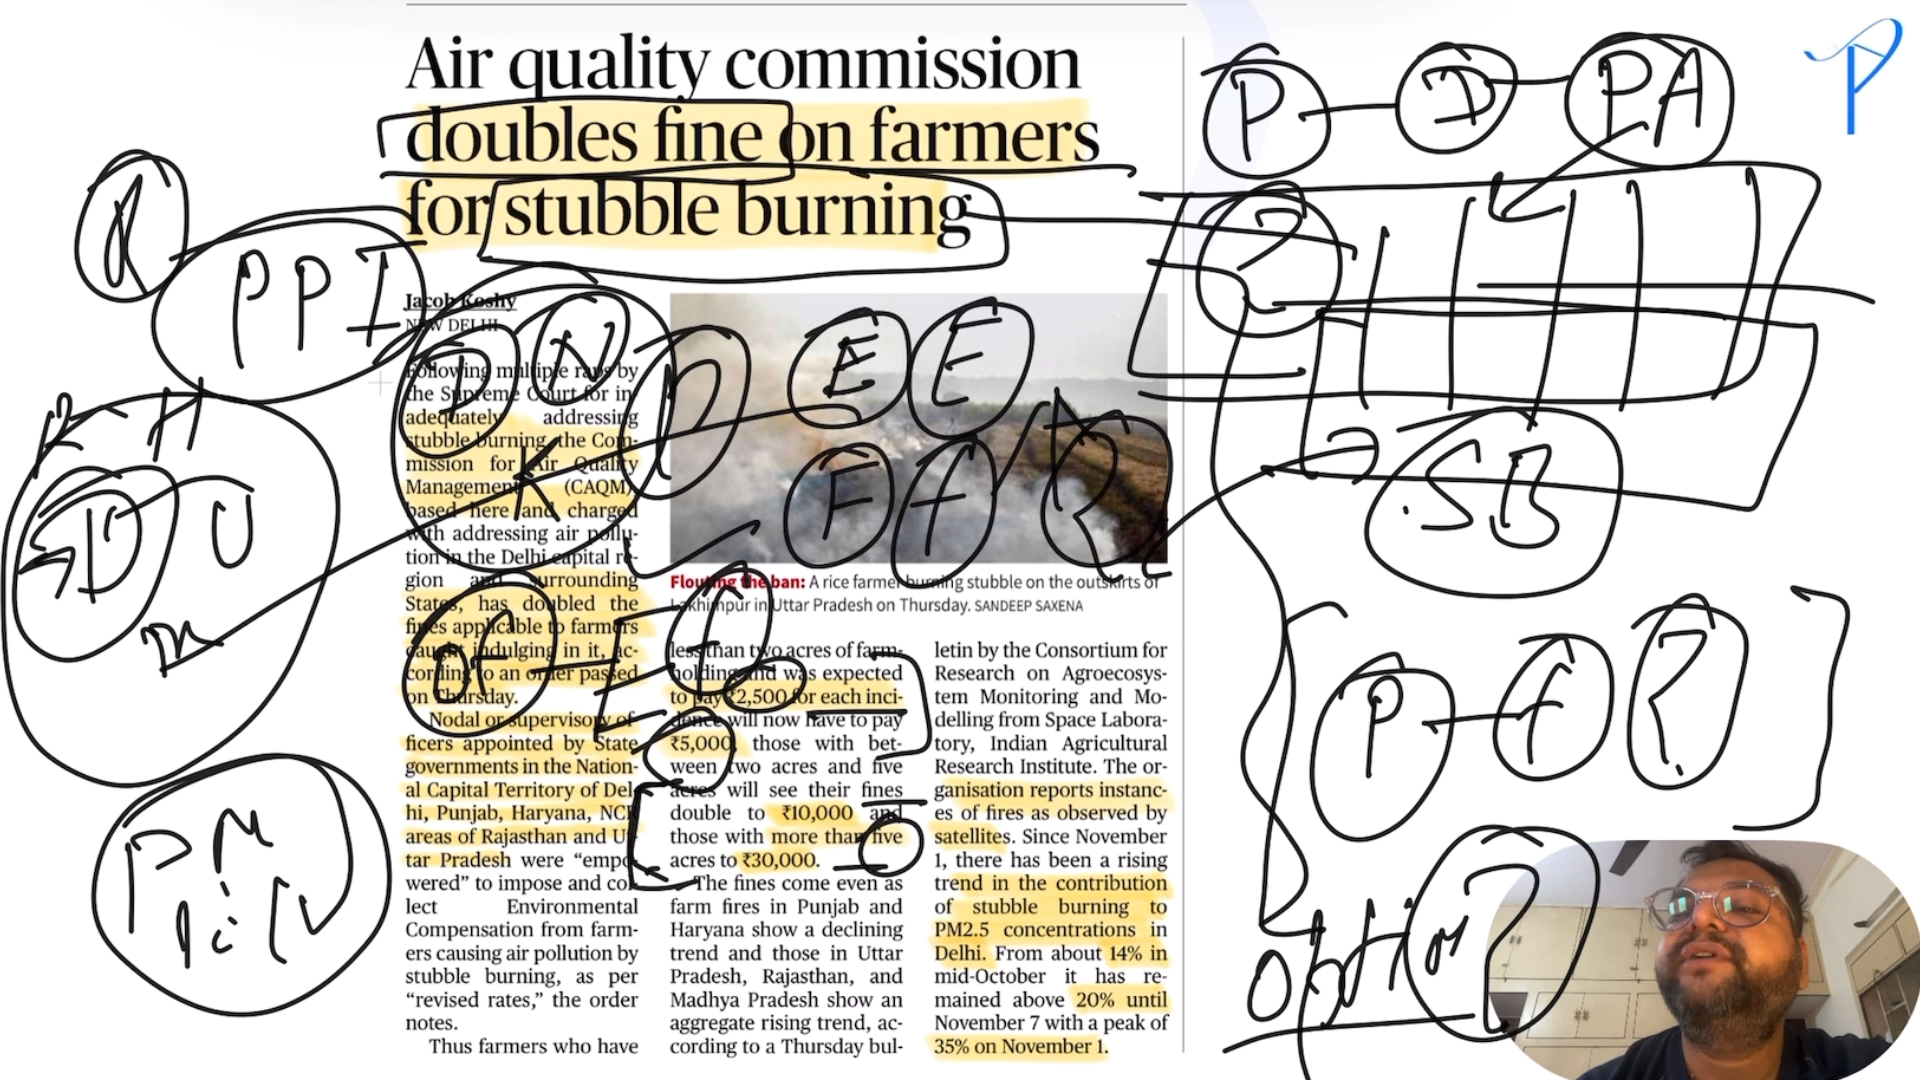 Air quality commission
doubles fine on farmers
for stubble burning
Jacob Koshy
NEW DELHI
Following multiple raps by
the Supreme Court for in-
adequately addressing
stubble burning, the Com-
mission for Air Quality
Management (CAQM),
based here and charged
with addressing air pollu-
tion in the Delhi capital re-
gion and surrounding
States, has doubled the
fines applicable to farmers
caught indulging in it, ac-
cording to an order passed
on Thursday.
Nodal or supervisory of-
ficers appointed by State
governments in the Nation-
al Capital Territory of Del-
hi, Punjab, Haryana, NCR
areas of Rajasthan and Ut-
tar Pradesh were “empo-
wered” to impose and col-
lect Environmental
Compensation from farm-
ers causing air pollution by
stubble burning, as per
“revised rates,” the order
notes.
Thus farmers who have
Flouting the ban: A rice farmer burning stubble on the outskirts of
Lakhimpur in Uttar Pradesh on Thursday. SANDEEP SAXENA
less than two acres of farm-
holding and was expected
to pay ₹2,500 for each inci-
dence will now have to pay
₹5,000, those with bet-
ween two acres and five
acres will see their fines
double to ₹10,000 and
those with more than five
acres to ₹30,000.
The fines come even as
farm fires in Punjab and
Haryana show a declining
trend and those in Uttar
Pradesh, Rajasthan, and
Madhya Pradesh show an
aggregate rising trend, ac-
cording to a Thursday bul-
letin by the Consortium for
Research on Agroecosys-
tem Monitoring and Mo-
delling from Space Labora-
tory, Indian Agricultural
Research Institute. The or-
ganisation reports instanc-
es of fires as observed by
satellites. Since November
1, there has been a rising
trend in the contribution
of stubble burning to
PM2.5 concentrations in
Delhi. From about 14% in
mid-October it has re-
mained above 20% until
November 7 with a peak of
35% on November 1.
P D PA
PPI
D N
E E
SB
P F